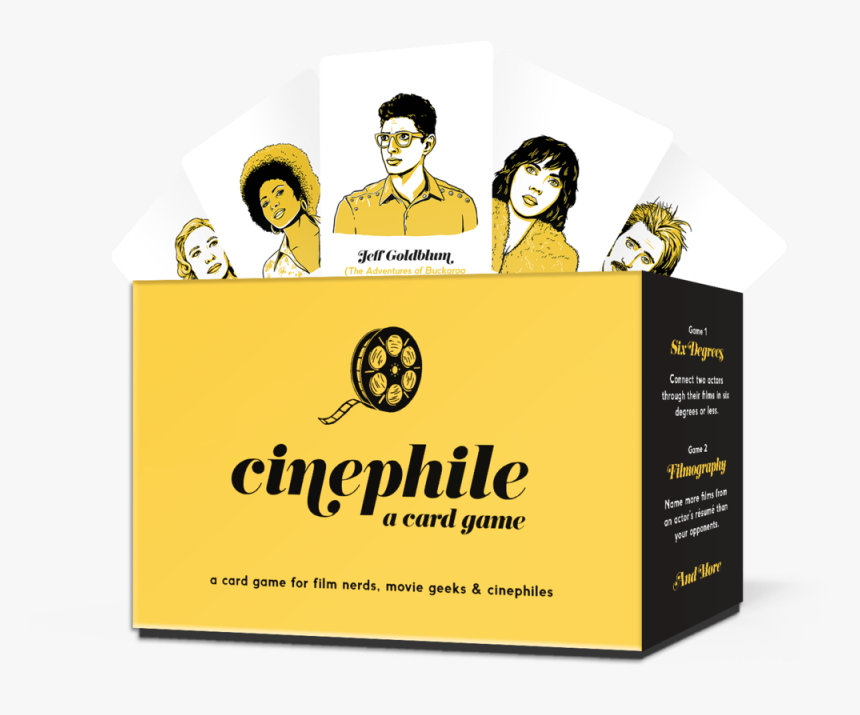 Jeff Goldblum
(The Adventures of Buckaroo
cinephile
a card game
a card game for film nerds, movie geeks & cinephiles
Game 1
Six Degrees
Connect two actors
through their films in six
degrees or less.
Game 2
Filmography
Name more films from
an actor's résumé than
your opponents.
And More